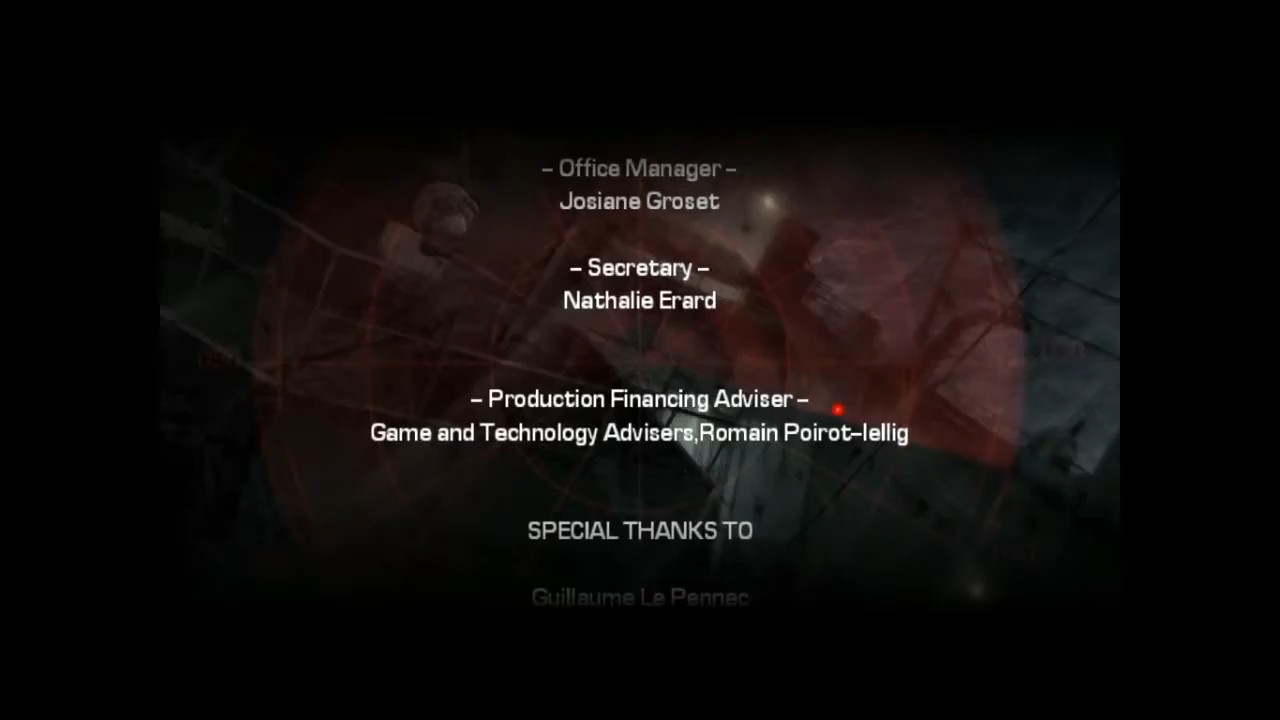 – Office Manager –
Josiane Groset
– Secretary –
Nathalie Erard
– Production Financing Adviser –
Game and Technology Advisers,Romain Poirot–lellig
SPECIAL THANKS TO
Guillaume Le Pennec